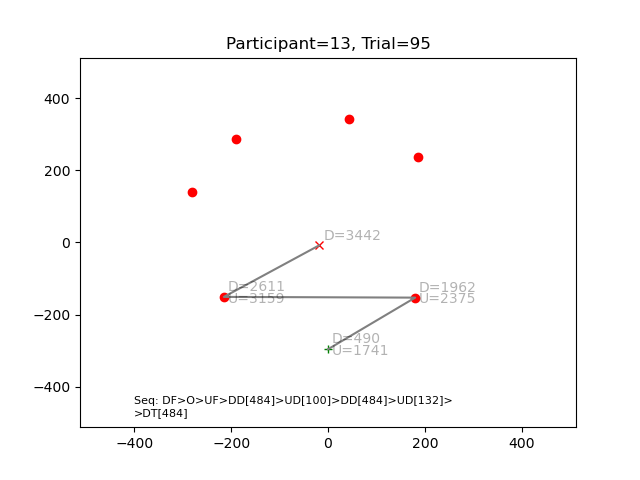 Participant=13, Trial=95
400
200
0
−200
−400
D=3442
D=2611
U=3159
D=1962
U=2375
D=490
U=1741
Seq: DF>O>UF>DD[484]>UD[100]>DD[484]>UD[132]>
>DT[484]
−400 −200 0 200 400